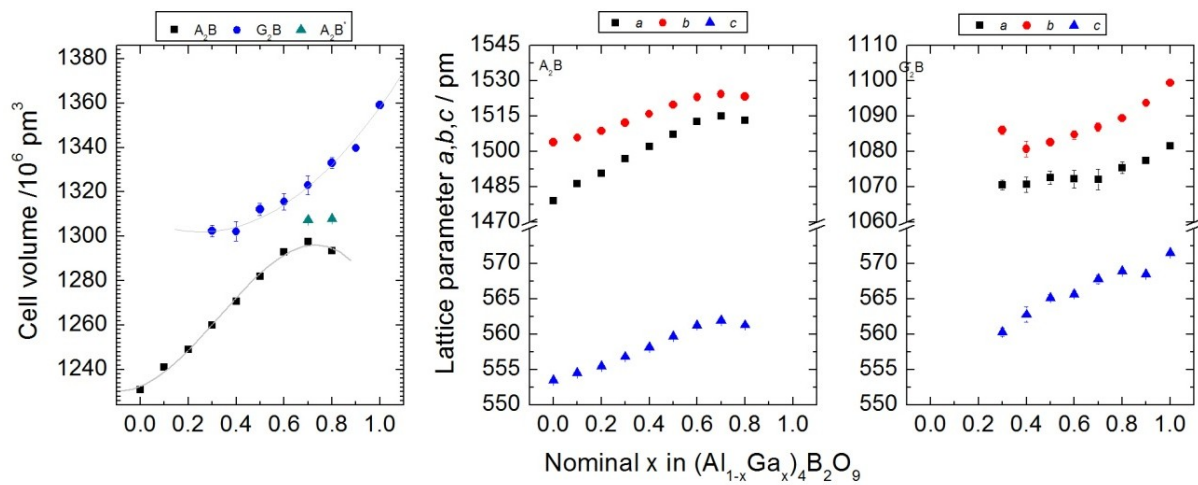 A₂B G₂B A₂B*
a b c
a b c
Cell volume /10⁶ pm³
1380
1360
1340
1320
1300
1280
1260
1240
0.0 0.2 0.4 0.6 0.8 1.0
Lattice parameter a,b,c / pm
A₂B
1545
1530
1515
1500
1485
1470
570
565
560
555
550
0.0 0.2 0.4 0.6 0.8 1.0
G₂B
1110
1100
1090
1080
1070
1060
570
565
560
555
550
0.0 0.2 0.4 0.6 0.8 1.0
Nominal x in (Al₁₋ₓGaₓ)₄B₂O₉